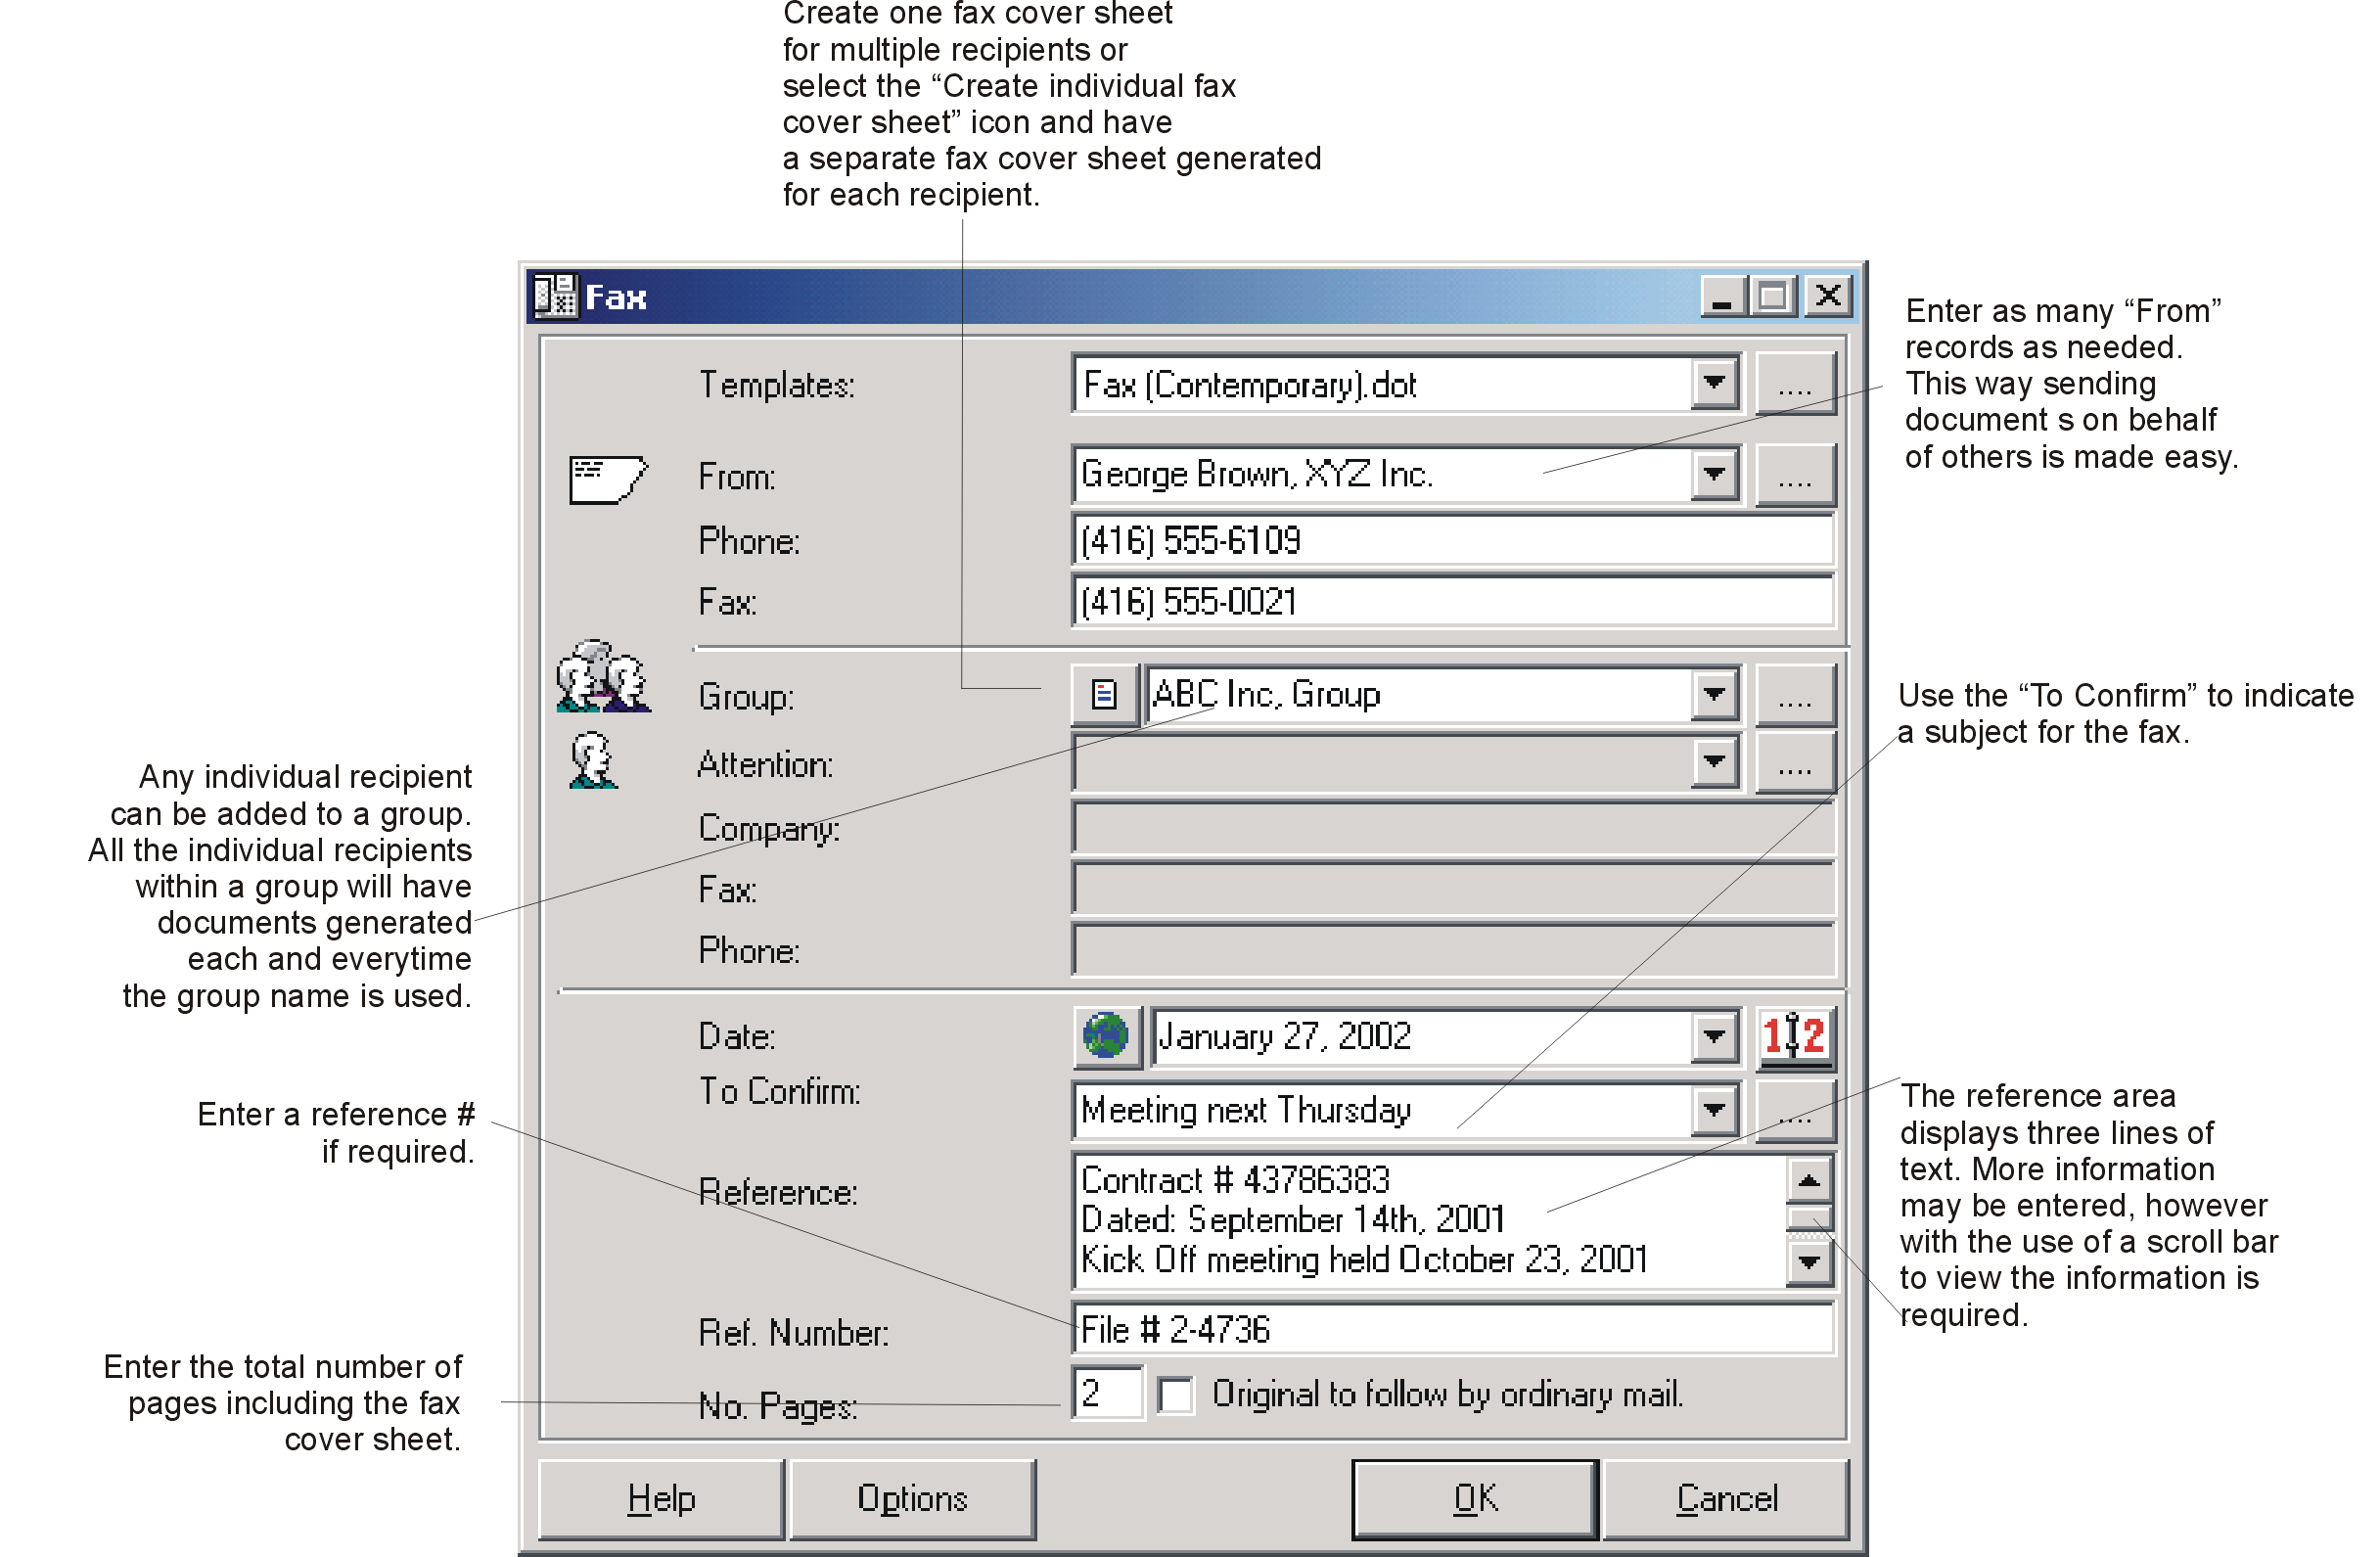 Create one fax cover sheet
for multiple recipients or
select the “Create individual fax
cover sheet” icon and have
a separate fax cover sheet generated
for each recipient.
Fax
Templates:
Fax (Contemporary).dot
....
From:
George Brown, XYZ Inc.
....
Phone:
(416) 555-6109
Fax:
(416) 555-0021
Enter as many “From”
records as needed.
This way sending
document s on behalf
of others is made easy.
Group:
ABC Inc, Group
....
Attention:
....
Company:
Fax:
Phone:
Use the “To Confirm” to indicate
a subject for the fax.
Any individual recipient
can be added to a group.
All the individual recipients
within a group will have
documents generated
each and everytime
the group name is used.
Date:
January 27, 2002
12
To Confirm:
Meeting next Thursday
....
Reference:
Contract # 43786383
Dated: September 14th, 2001
Kick Off meeting held October 23, 2001
Enter a reference #
if required.
The reference area
displays three lines of
text. More information
may be entered, however
with the use of a scroll bar
to view the information is
required.
Ref. Number:
File # 2-4736
No. Pages:
2
Original to follow by ordinary mail.
Enter the total number of
pages including the fax
cover sheet.
Help
Options
OK
Cancel